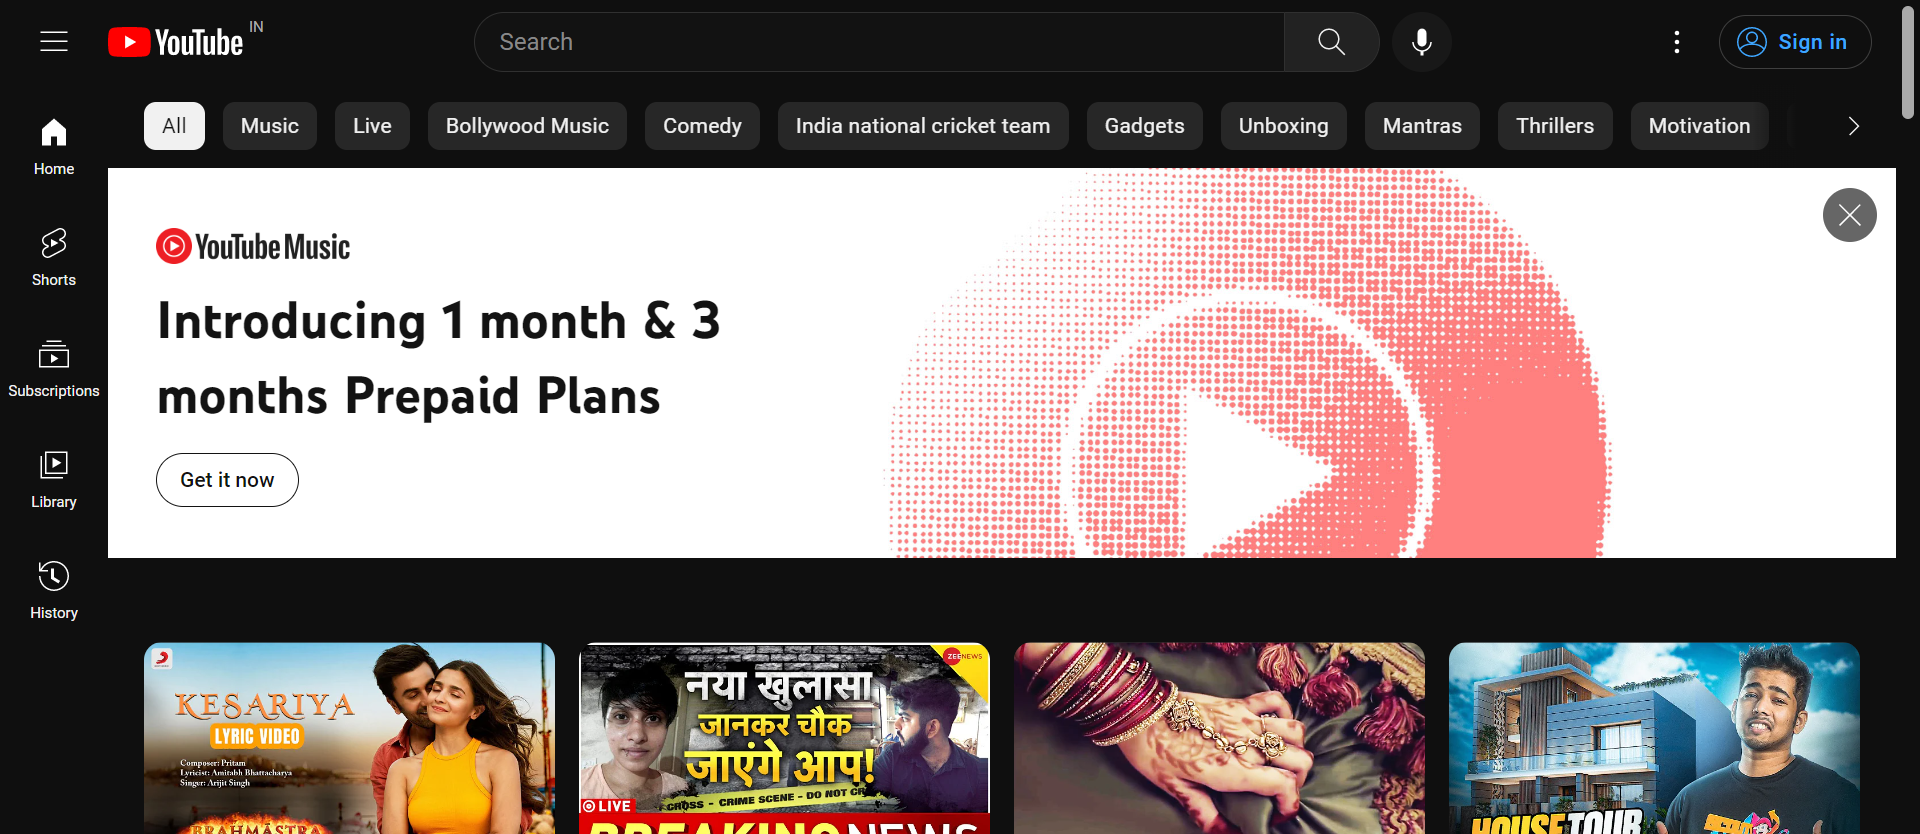 YouTube IN
Search
Sign in
All
Music
Live
Bollywood Music
Comedy
India national cricket team
Gadgets
Unboxing
Mantras
Thrillers
Motivation
Home
Shorts
Subscriptions
Library
History
YouTube Music
Introducing 1 month & 3
months Prepaid Plans
Get it now
KESARIYA
LYRIC VIDEO
Composer: Pritam
Lyricist: Amitabh Bhattacharya
Singer: Arijit Singh
BRAHMĀSTRA
ZEE NEWS
नया खुलासा
जानकर चौक
जाएंगे आप!
CROSS - CRIME SCENE - DO NOT CR
LIVE
BREAKING NEWS
HOUSE TOUR